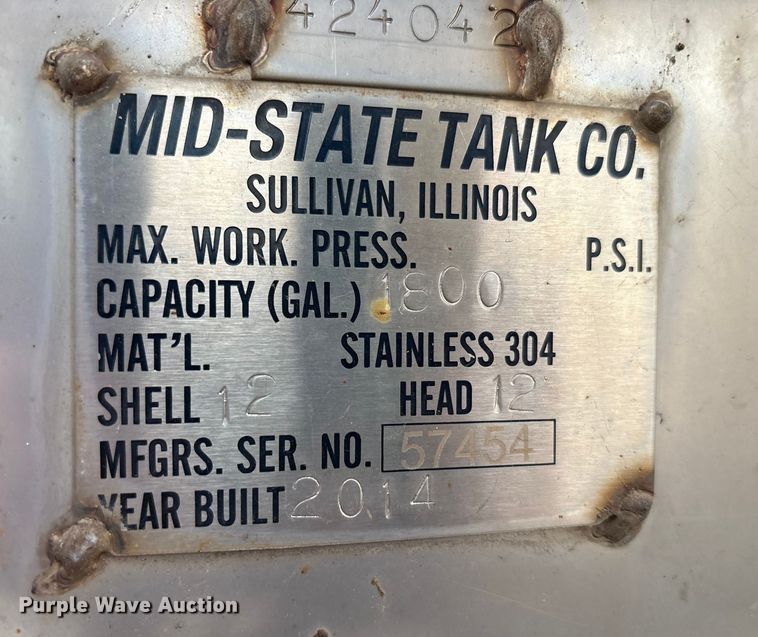 424042
MID-STATE TANK CO.
SULLIVAN, ILLINOIS
MAX. WORK. PRESS. P.S.I.
CAPACITY (GAL.) 1800
MAT'L. STAINLESS 304
SHELL 12 HEAD 12
MFGRS. SER. NO. 57454
YEAR BUILT 2014
Purple Wave Auction